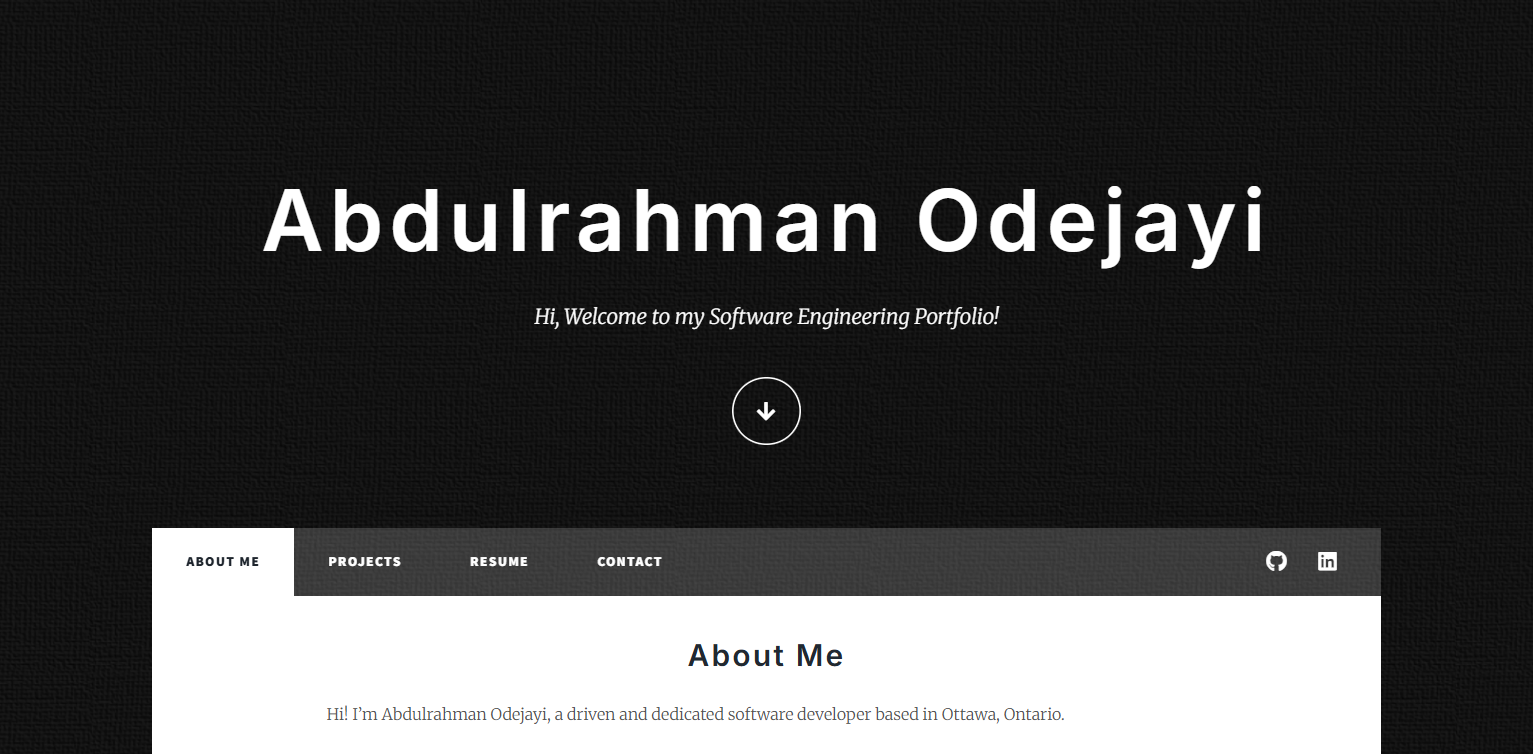 Abdulrahman Odejayi
Hi, Welcome to my Software Engineering Portfolio!
ABOUT ME PROJECTS RESUME CONTACT in
About Me
Hi! I’m Abdulrahman Odejayi, a driven and dedicated software developer based in Ottawa, Ontario.